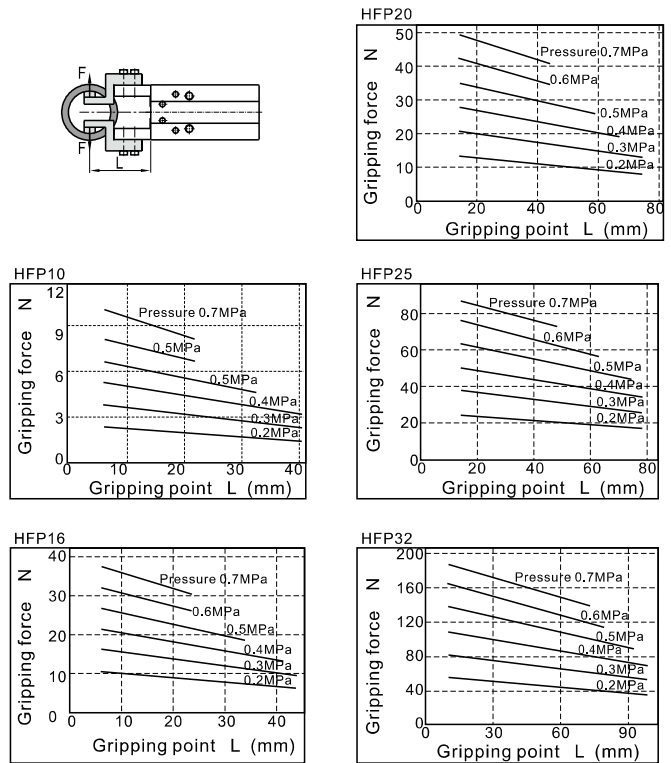 F
F
L
HFP20
Gripping force N
50
40
30
20
10
0
20
40
60
80
Pressure 0.7MPa
0.6MPa
0.5MPa
0.4MPa
0.3MPa
0.2MPa
Gripping point L (mm)
HFP10
Gripping force N
12
9
6
3
0
0
10
20
30
40
Pressure 0.7MPa
0.5MPa
0.5MPa
0.4MPa
0.3MPa
0.2MPa
Gripping point L (mm)
HFP25
Gripping force N
80
60
40
20
0
0
20
40
60
80
Pressure 0.7MPa
0.6MPa
0.5MPa
0.4MPa
0.3MPa
0.2MPa
Gripping point L (mm)
HFP16
Gripping force N
40
30
20
10
0
0
10
20
30
40
Pressure 0.7MPa
0.6MPa
0.5MPa
0.4MPa
0.3MPa
0.2MPa
Gripping point L (mm)
HFP32
Gripping force N
200
160
120
80
40
0
30
60
90
Pressure 0.7MPa
0.6MPa
0.5MPa
0.4MPa
0.3MPa
0.2MPa
Gripping point L (mm)